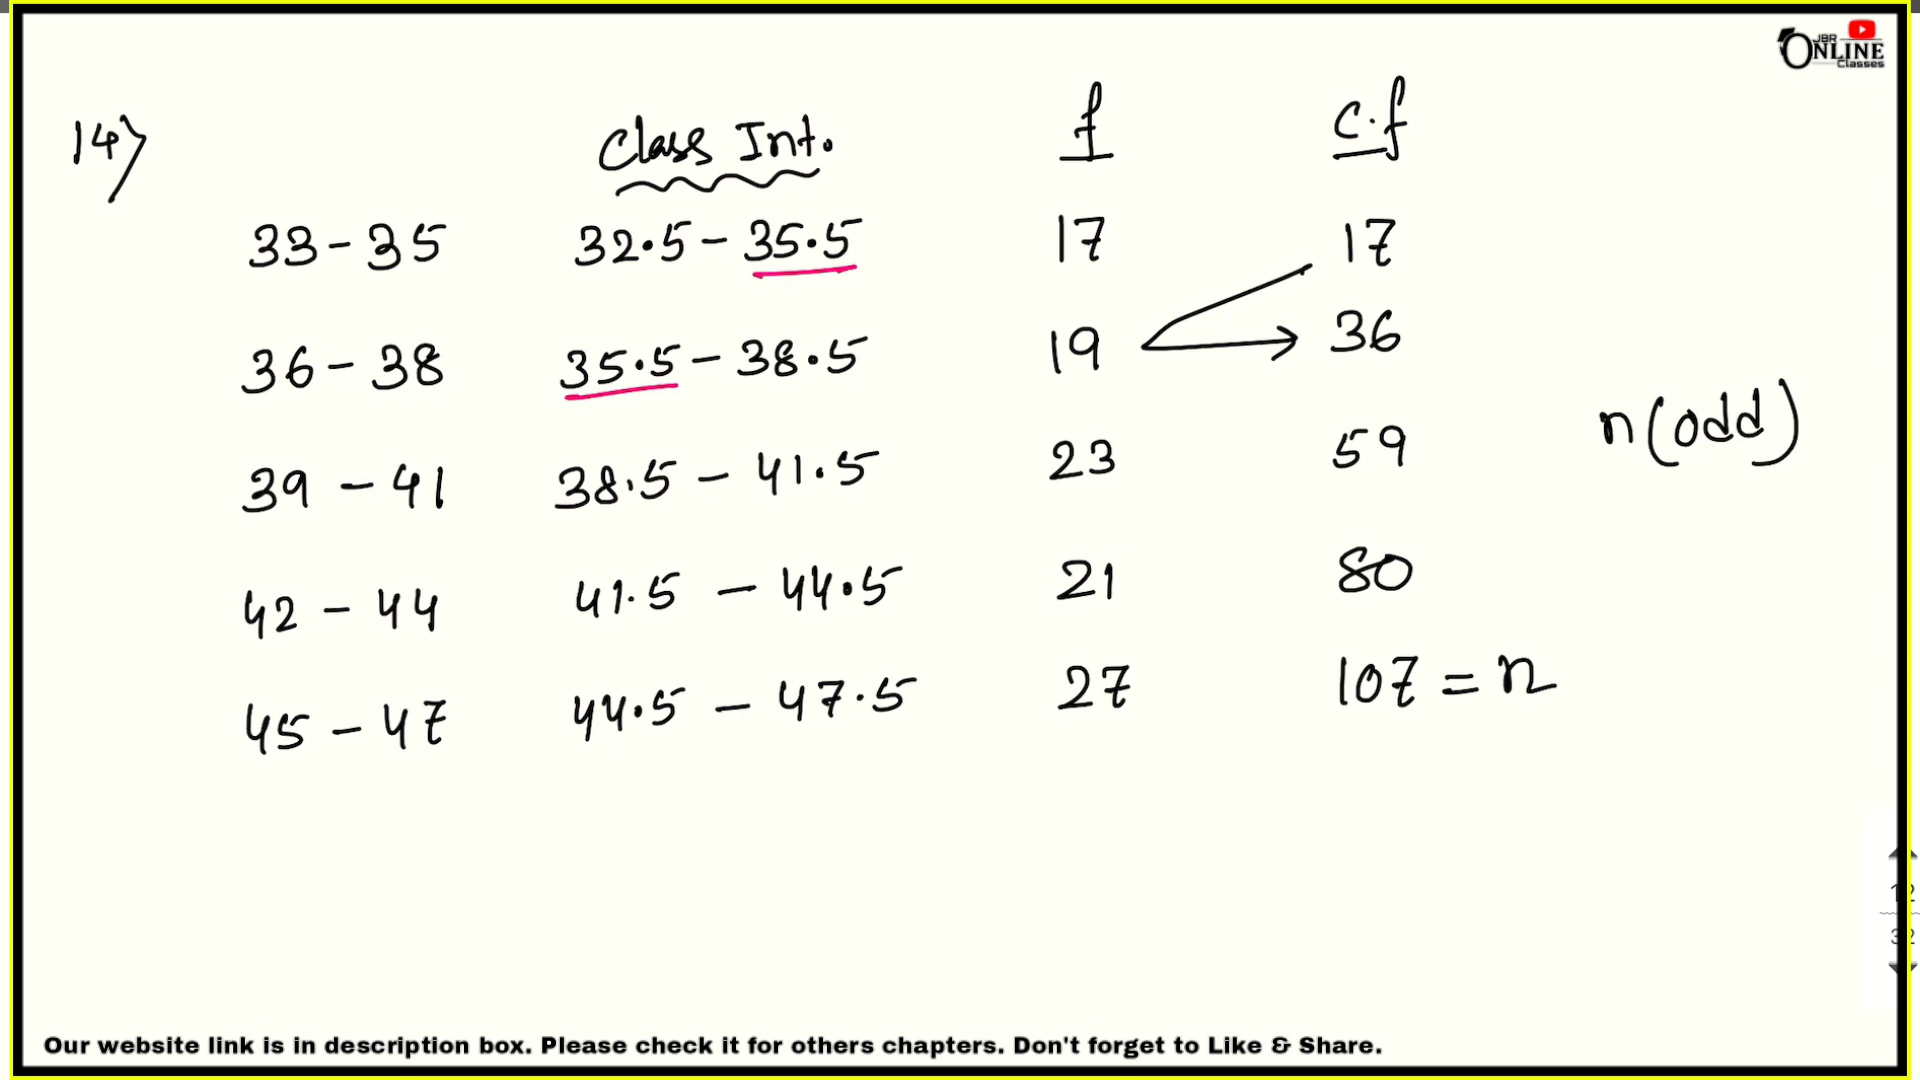 JBR
ONLINE
Classes
14) Class Int. f c.f
33-35 32.5-35.5 17 17
36-38 35.5-38.5 19 36
n(odd)
39-41 38.5-41.5 23 59
42-44 41.5-44.5 21 80
45-47 44.5-47.5 27 107=n
12
32
Our website link is in description box. Please check it for others chapters. Don't forget to Like & Share.